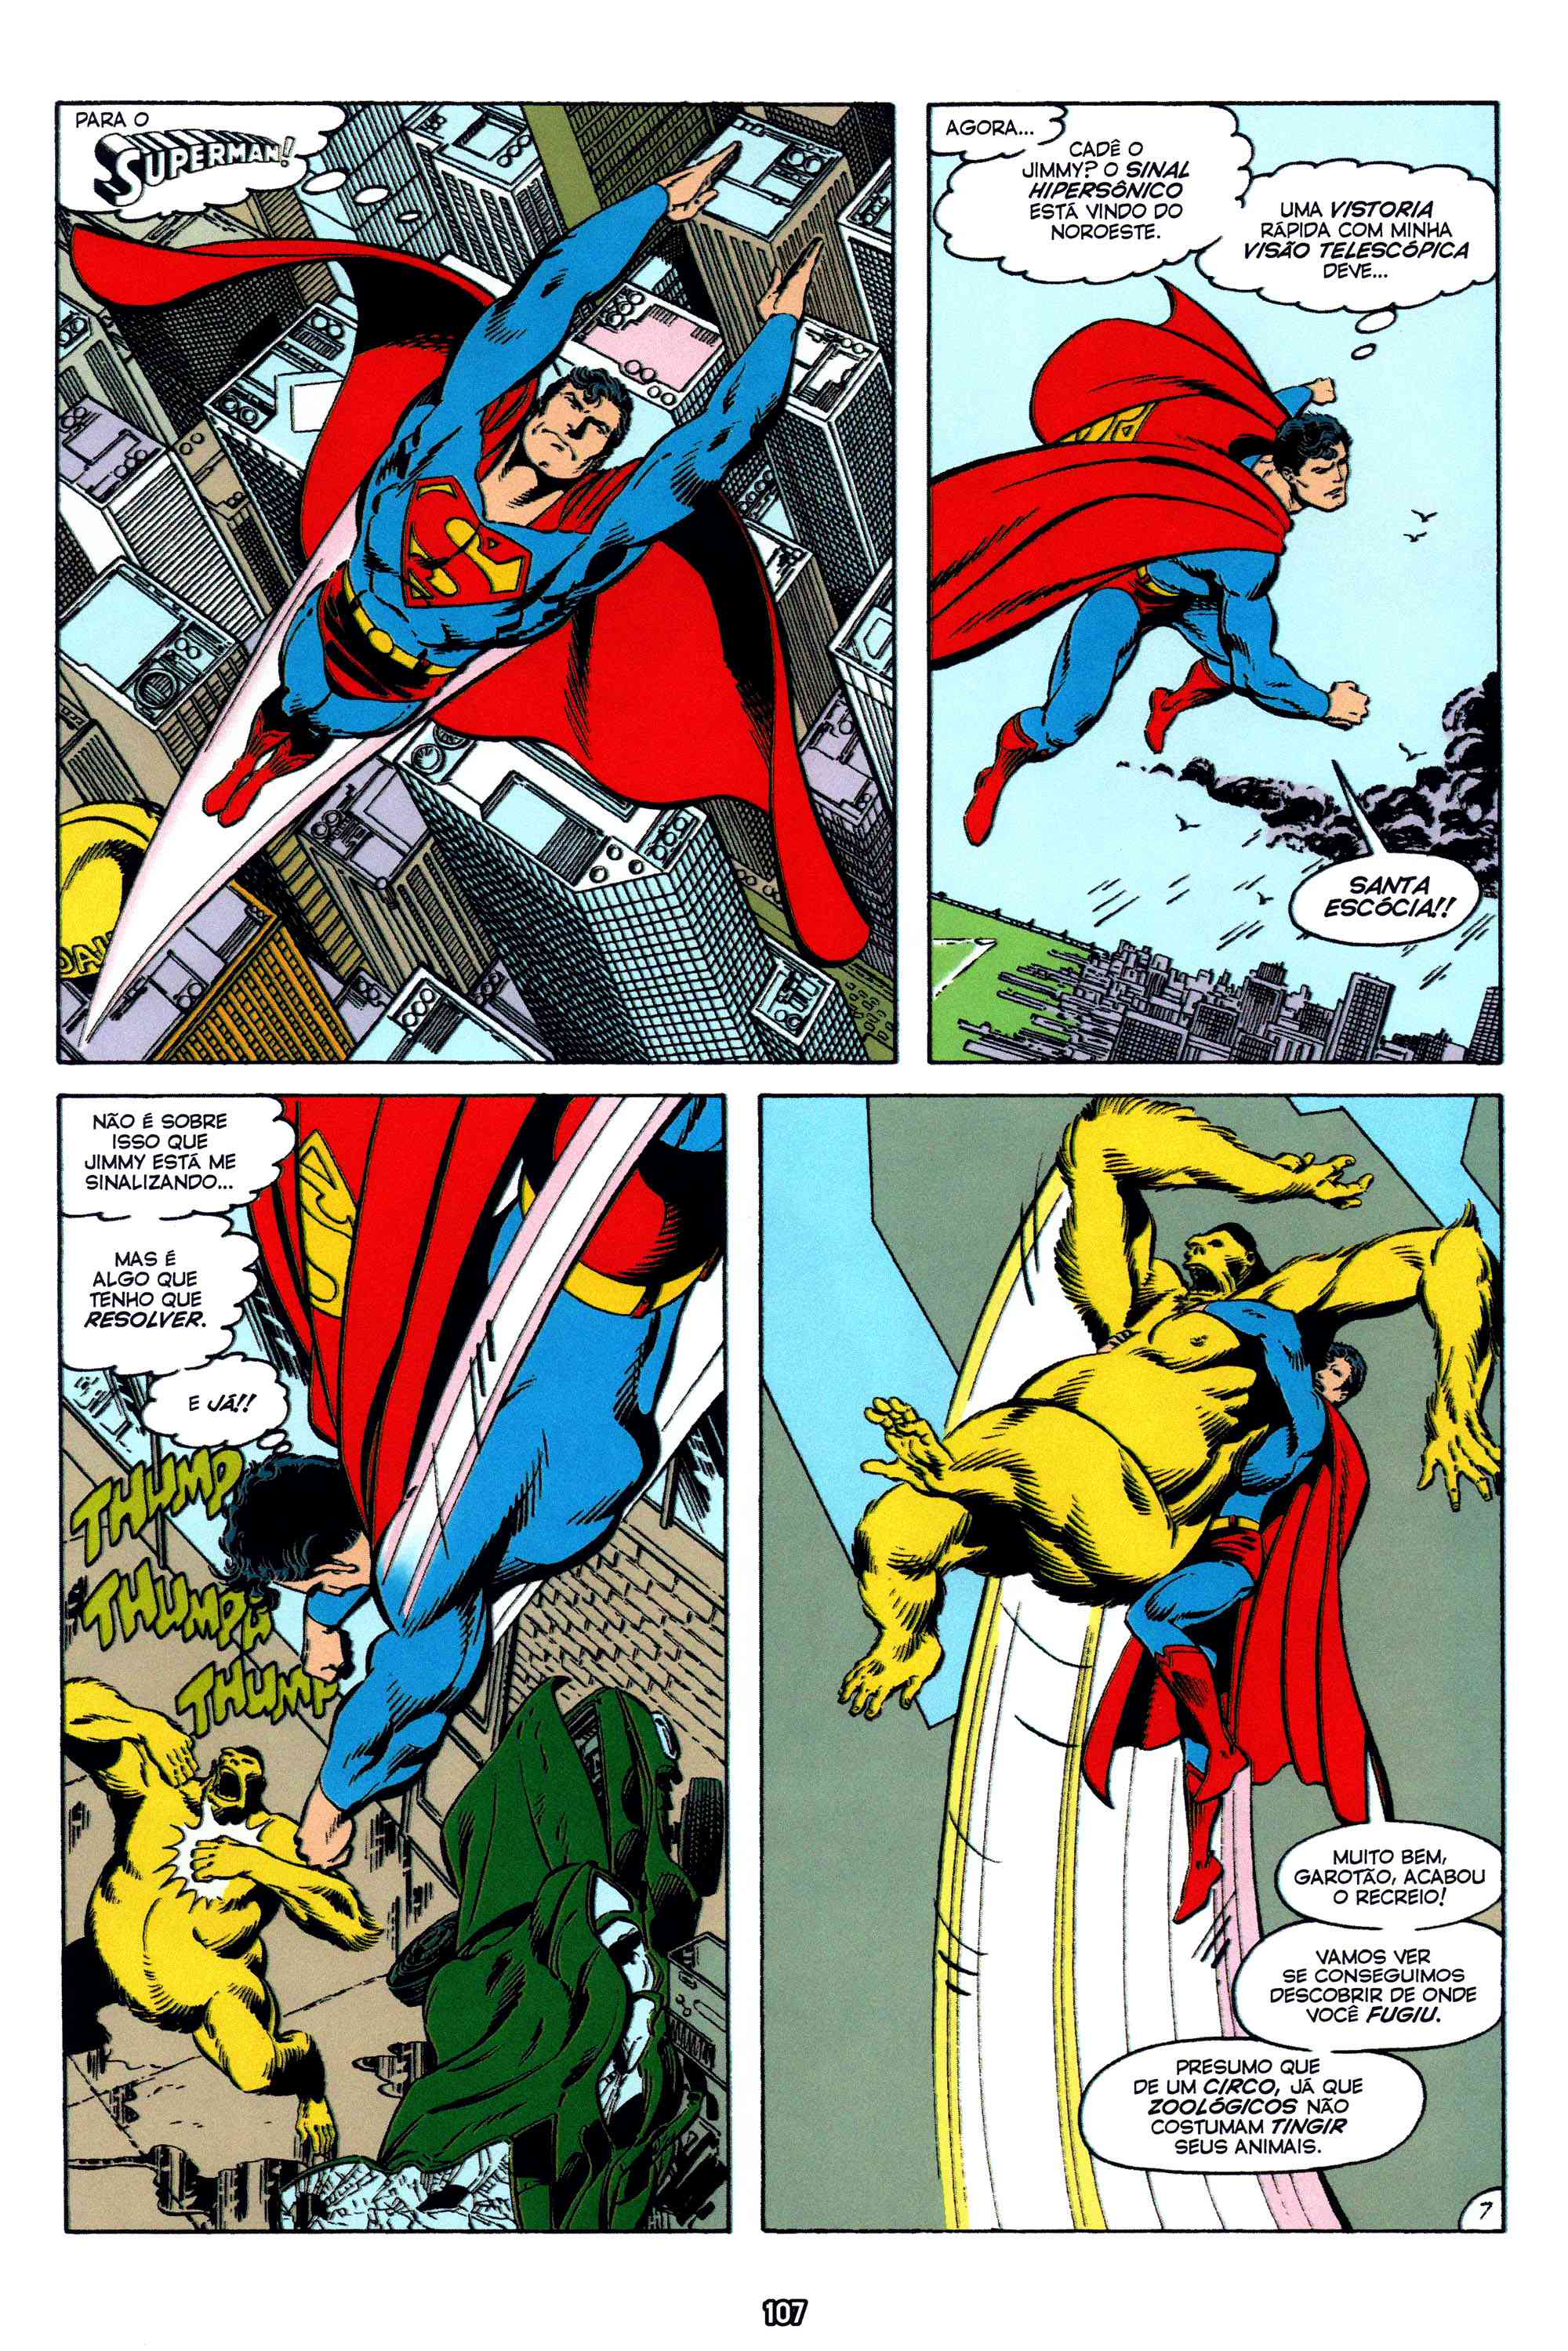 PARA O
SUPERMAN!
DAI
AGORA...
CADÊ O
JIMMY? O SINAL
HIPERSÔNICO
ESTÁ VINDO DO
NOROESTE.
UMA VISTORIA
RÁPIDA COM MINHA
VISÃO TELESCÓPICA
DEVE...
SANTA
ESCÓCIA!!
NÃO É SOBRE
ISSO QUE
JIMMY ESTÁ ME
SINALIZANDO...
MAS É
ALGO QUE
TENHO QUE
RESOLVER.
E JÁ!!
THUMP
THUMP
THUMP
MUITO BEM,
GAROTÃO, ACABOU
O RECREIO!
VAMOS VER
SE CONSEGUIMOS
DESCOBRIR DE ONDE
VOCÊ FUGIU.
PRESUMO QUE
DE UM CIRCO, JÁ QUE
ZOOLÓGICOS NÃO
COSTUMAM TINGIR
SEUS ANIMAIS.
7
107